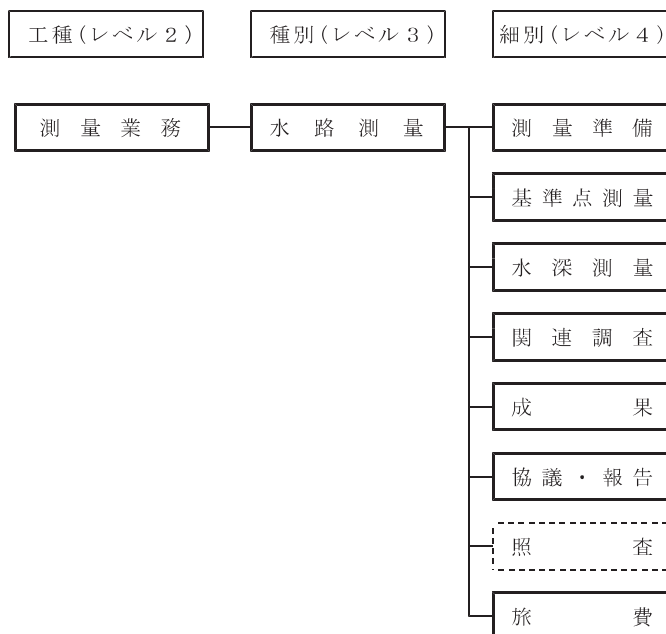 工種(レベル２) 種別(レベル３) 細別(レベル４)
測量業務 水路測量 測量準備
基準点測量
水深測量
関連調査
成果
協議・報告
照査
旅費